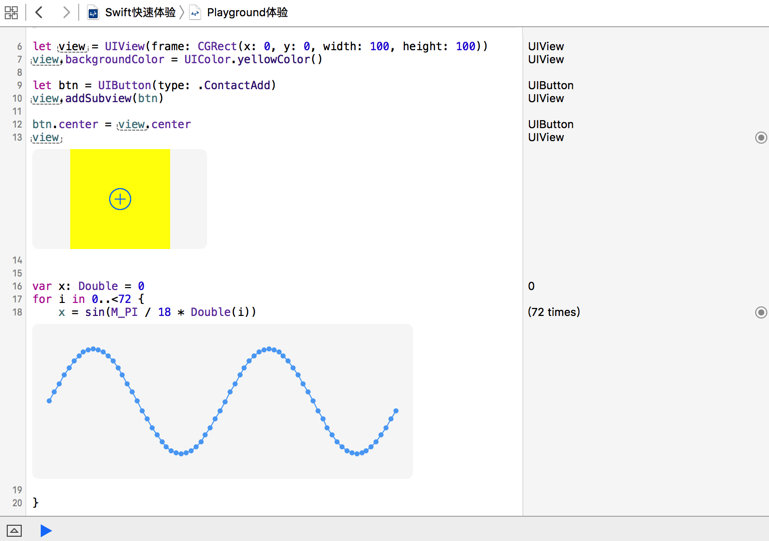 Swift快速体验 Playground体验
6 let view = UIView(frame: CGRect(x: 0, y: 0, width: 100, height: 100)) UIView
7 view.backgroundColor = UIColor.yellowColor() UIView
8
9 let btn = UIButton(type: .ContactAdd) UIButton
10 view.addSubview(btn) UIView
11
12 btn.center = view.center UIButton
13 view UIView
14
15
16 var x: Double = 0 0
17 for i in 0..<72 {
18 x = sin(M_PI / 18 * Double(i)) (72 times)
19
20 }